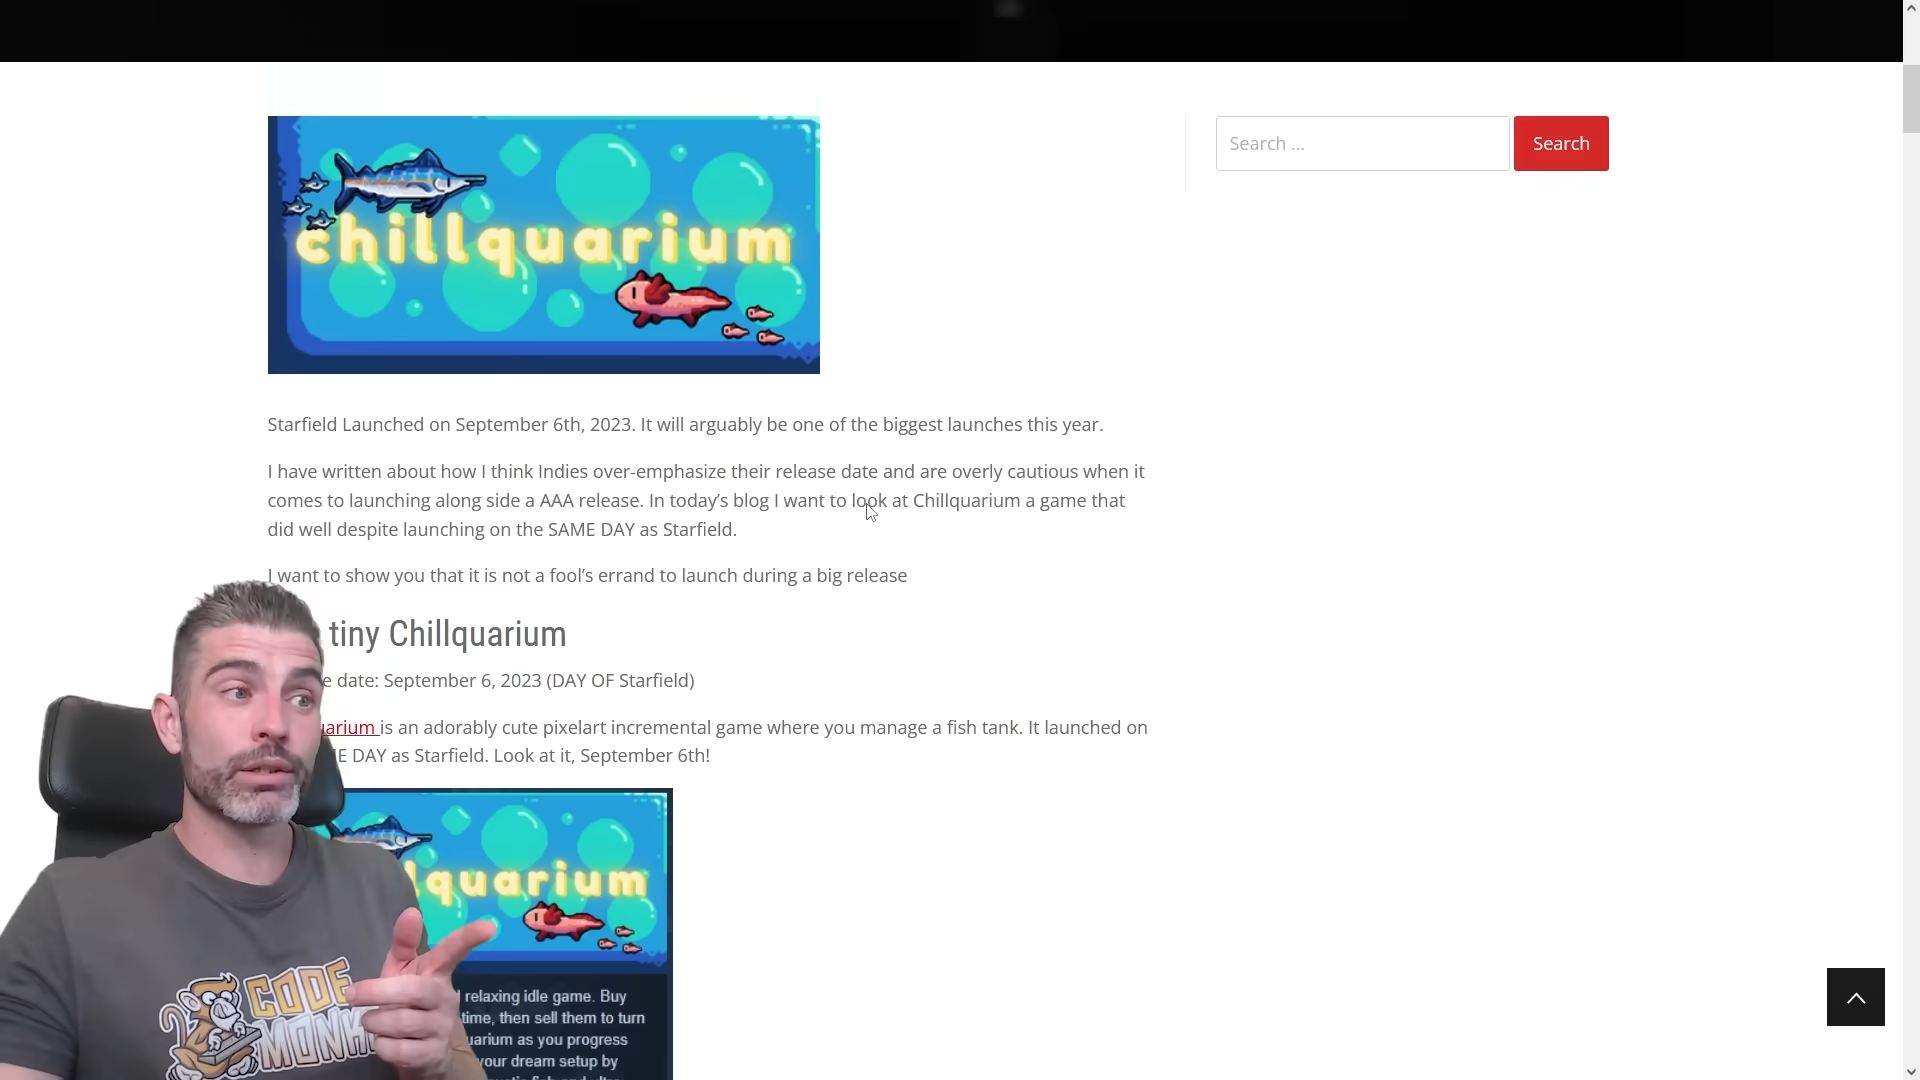 chillquarium
Search ...
Search
Starfield Launched on September 6th, 2023. It will arguably be one of the biggest launches this year.
I have written about how I think Indies over-emphasize their release date and are overly cautious when it
comes to launching along side a AAA release. In today’s blog I want to look at Chillquarium a game that
did well despite launching on the SAME DAY as Starfield.
I want to show you that it is not a fool’s errand to launch during a big release
tiny Chillquarium
e date: September 6, 2023 (DAY OF Starfield)
uarium is an adorably cute pixelart incremental game where you manage a fish tank. It launched on
E DAY as Starfield. Look at it, September 6th!
lquarium
relaxing idle game. Buy
time, then sell them to turn
uarium as you progress
your dream setup by
CODE
MONK